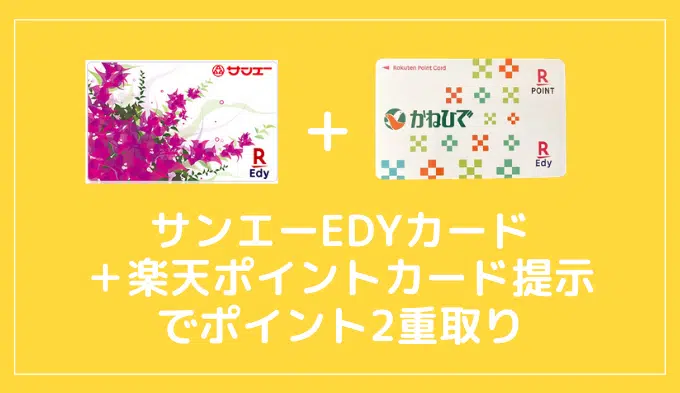 サンエー
R
Edy
+
Rakuten Point Card
R
POINT
かねひで
R
Edy
サンエーEDYカード
+楽天ポイントカード提示
でポイント2重取り